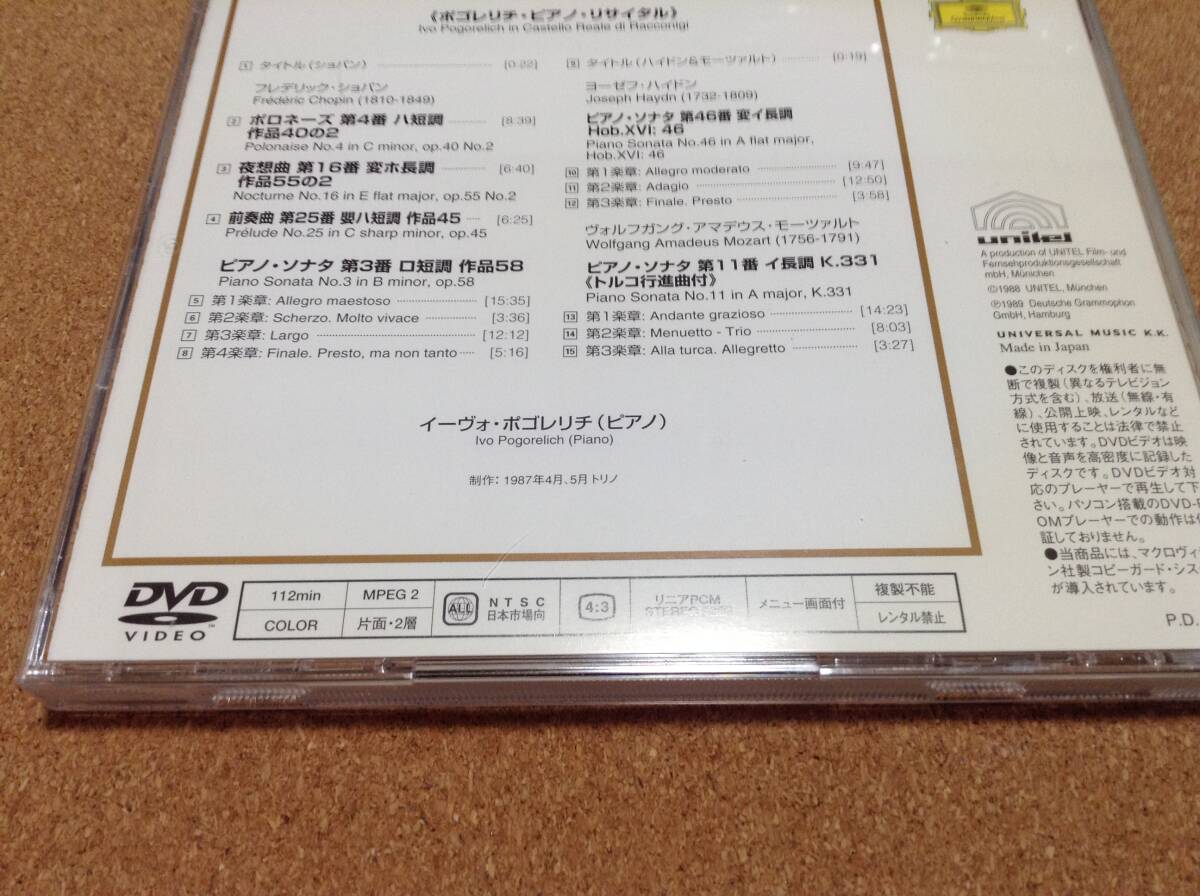 《ポゴレリチ・ピアノ・リサイタル》
Ivo Pogorelich in Castello Reale di Racconigi
1 タイトル(ショパン) [0:22]
フレデリック・ショパン
Frédéric Chopin (1810-1849)
2 ポロネーズ 第4番 ハ短調 [8:39]
作品40の2
Polonaise No.4 in C minor, op.40 No.2
3 夜想曲 第16番 変ホ長調 [6:40]
作品55の2
Nocturne No.16 in E flat major, op.55 No.2
4 前奏曲 第25番 嬰ハ短調 作品45 [6:25]
Prélude No.25 in C sharp minor, op.45
ピアノ・ソナタ 第3番 ロ短調 作品58
Piano Sonata No.3 in B minor, op.58
5 第1楽章: Allegro maestoso [15:35]
6 第2楽章: Scherzo. Molto vivace [3:36]
7 第3楽章: Largo [12:12]
8 第4楽章: Finale. Presto, ma non tanto [5:16]
9 タイトル(ハイドン&モーツァルト) [0:19]
ヨーゼフ・ハイドン
Joseph Haydn (1732-1809)
ピアノ・ソナタ 第46番 変イ長調
Hob.XVI: 46
Piano Sonata No.46 in A flat major,
Hob.XVI: 46
10 第1楽章: Allegro moderato [9:47]
11 第2楽章: Adagio [12:50]
12 第3楽章: Finale. Presto [3:58]
ヴォルフガング・アマデウス・モーツァルト
Wolfgang Amadeus Mozart (1756-1791)
ピアノ・ソナタ 第11番 イ長調 K.331
《トルコ行進曲付》
Piano Sonata No.11 in A major, K.331
13 第1楽章: Andante grazioso [14:23]
14 第2楽章: Menuetto - Trio [8:03]
15 第3楽章: Alla turca. Allegretto [3:27]
イーヴォ・ポゴレリチ(ピアノ)
Ivo Pogorelich (Piano)
制作: 1987年4月、5月 トリノ
unitel
A production of UNITEL Film- und
Fernsehproduktionsgesellschaft
mbH, München
©1988 UNITEL, München
℗1989 Deutsche Grammophon
GmbH, Hamburg
UNIVERSAL MUSIC K.K.
Made in Japan
●このディスクを権利者に無
断で複製(異なるテレビジョン
方式を含む)、放送(無線・有
線)、公開上映、レンタルなど
に使用することは法律で禁止
されています。DVDビデオは映
像と音声を高密度に記録した
ディスクです。DVDビデオ対
応のプレーヤーで再生して下
さい。パソコン搭載のDVD-R
OMプレーヤーでの動作は保
証しておりません。
●当商品には、マクロヴィジ
ン社製コピーガード・シス
が導入されています。
P.D.
DVD
VIDEO
112min
COLOR
MPEG 2
片面・2層
ALL
NTSC
日本市場向
4:3
リニアPCM
STEREO
メニュー画面付
複製不能
レンタル禁止